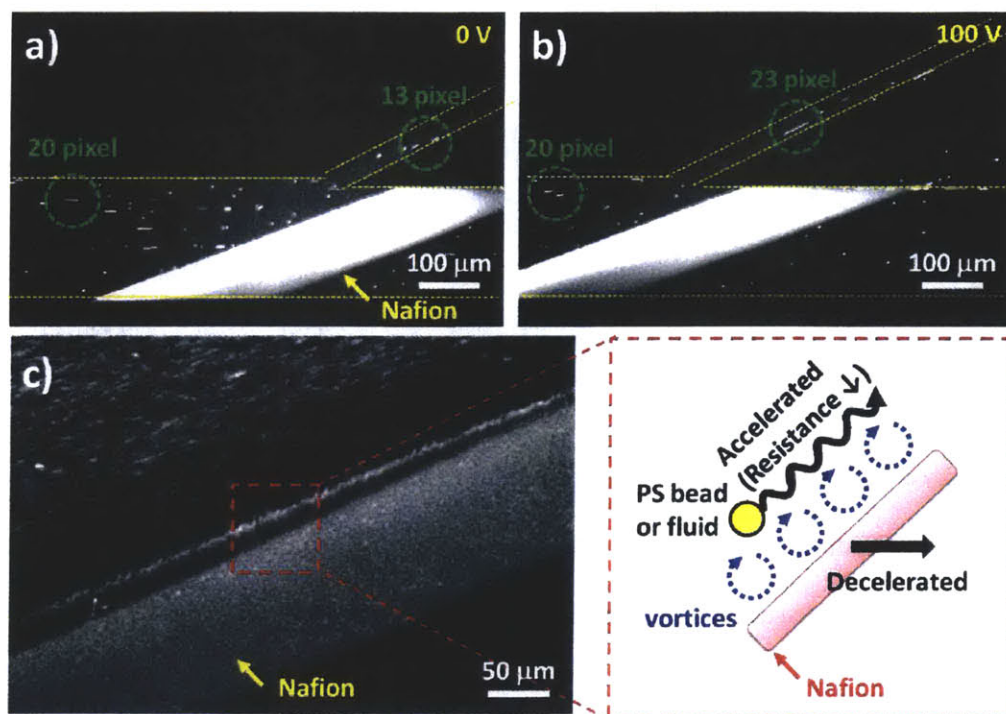 a)
0 V
13 pixel
20 pixel
100 μm
Nafion
b)
100 V
23 pixel
20 pixel
100 μm
c)
Nafion
50 μm
Accelerated
(Resistance ↓)
PS bead
or fluid
Decelerated
vortices
Nafion